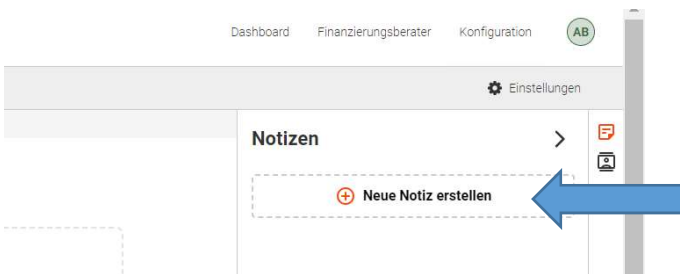 Dashboard Finanzierungsberater Konfiguration AB
Einstellungen
Notizen
Neue Notiz erstellen